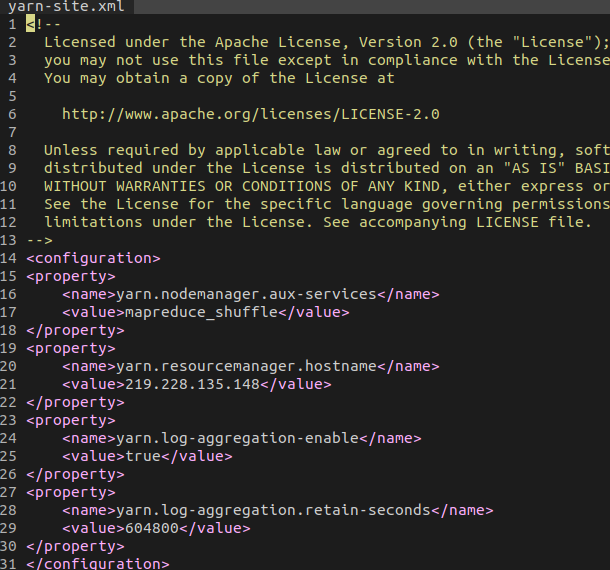 yarn-site.xml
1 <!--
2   Licensed under the Apache License, Version 2.0 (the "License");
3   you may not use this file except in compliance with the License
4   You may obtain a copy of the License at
5
6     http://www.apache.org/licenses/LICENSE-2.0
7
8   Unless required by applicable law or agreed to in writing, soft
9   distributed under the License is distributed on an "AS IS" BASI
10   WITHOUT WARRANTIES OR CONDITIONS OF ANY KIND, either express or
11   See the License for the specific language governing permissions
12   limitations under the License. See accompanying LICENSE file.
13 -->
14 <configuration>
15 <property>
16     <name>yarn.nodemanager.aux-services</name>
17     <value>mapreduce_shuffle</value>
18 </property>
19 <property>
20     <name>yarn.resourcemanager.hostname</name>
21     <value>219.228.135.148</value>
22 </property>
23 <property>
24     <name>yarn.log-aggregation-enable</name>
25     <value>true</value>
26 </property>
27 <property>
28     <name>yarn.log-aggregation.retain-seconds</name>
29     <value>604800</value>
30 </property>
31 </configuration>